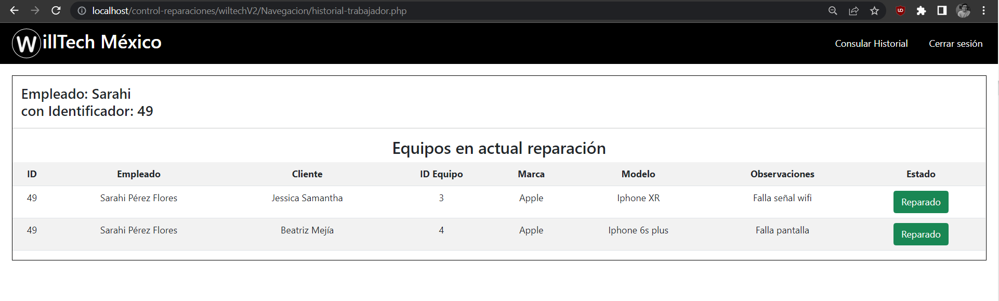 localhost/control-reparaciones/wiltechV2/Navegacion/historial-trabajador.php
WillTech México
Consular Historial Cerrar sesión
Empleado: Sarahi
con Identificador: 49
Equipos en actual reparación
ID Empleado Cliente ID Equipo Marca Modelo Observaciones Estado
49 Sarahi Pérez Flores Jessica Samantha 3 Apple Iphone XR Falla señal wifi Reparado
49 Sarahi Pérez Flores Beatriz Mejía 4 Apple Iphone 6s plus Falla pantalla Reparado